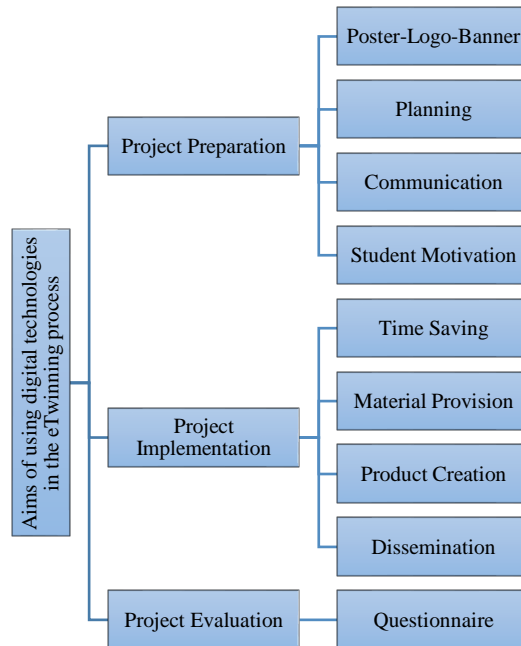 Aims of using digital technologies
in the eTwinning process
Project Preparation
Poster-Logo-Banner
Planning
Communication
Student Motivation
Project
Implementation
Time Saving
Material Provision
Product Creation
Dissemination
Project Evaluation
Questionnaire